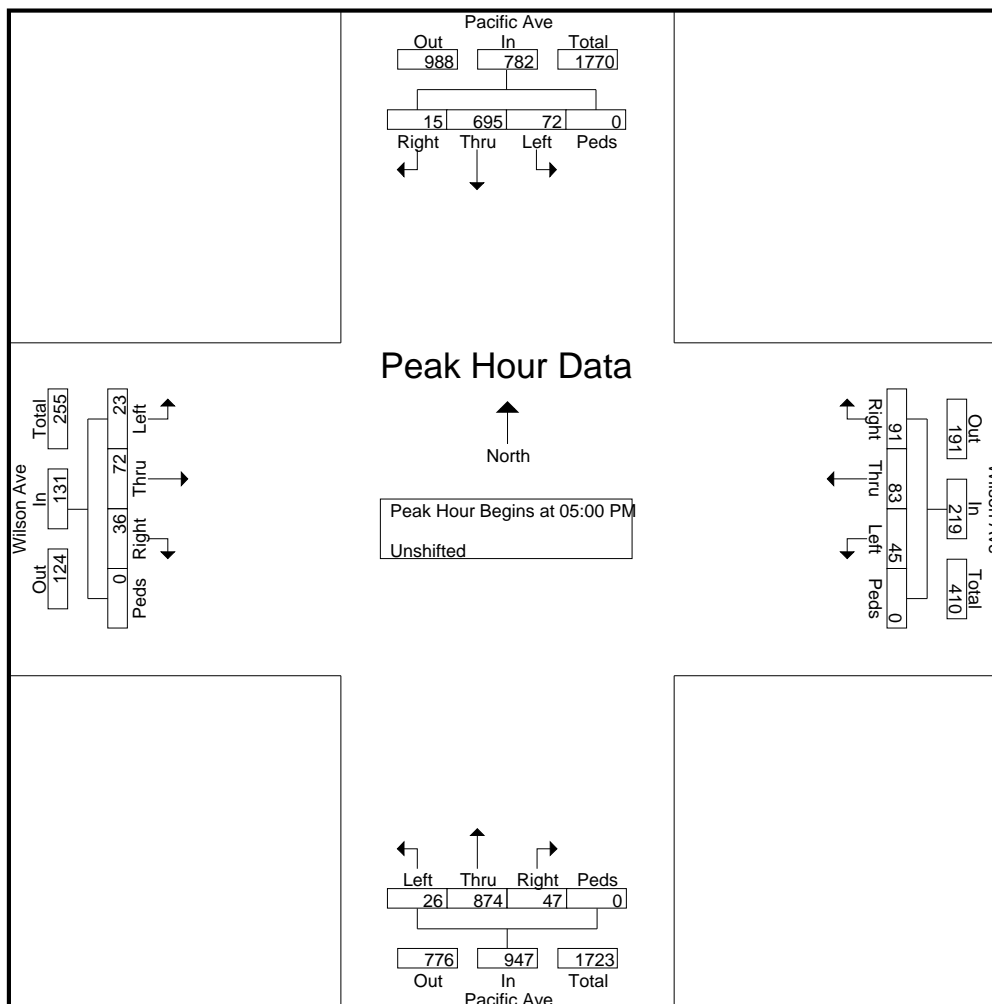 Pacific Ave
Out In Total
988 782 1770
15 695 72 0
Right Thru Left Peds
Peak Hour Data
North
Peak Hour Begins at 05:00 PM
Unshifted
Wilson Ave
Out In Total
124 131 255
Peds Right Thru Left
0 36 72 23
Wilson Ave
Out In Total
191 219 410
91 83 45 0
Right Thru Left Peds
Left Thru Right Peds
26 874 47 0
776 947 1723
Out In Total
Pacific Ave